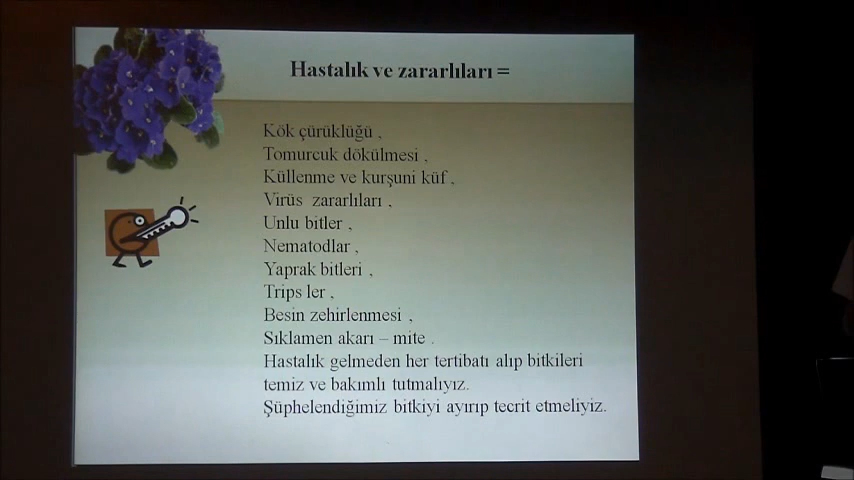 Hastalık ve zararlıları =
Kök çürüklüğü ,
Tomurcuk dökülmesi ,
Küllenme ve kurşuni küf ,
Virüs zararlıları ,
Unlu bitler ,
Nematodlar ,
Yaprak bitleri ,
Trips ler ,
Besin zehirlenmesi ,
Sıklamen akarı – mite .
Hastalık gelmeden her tertibatı alıp bitkileri
temiz ve bakımlı tutmalıyız.
Şüphelendiğimiz bitkiyi ayırıp tecrit etmeliyiz.